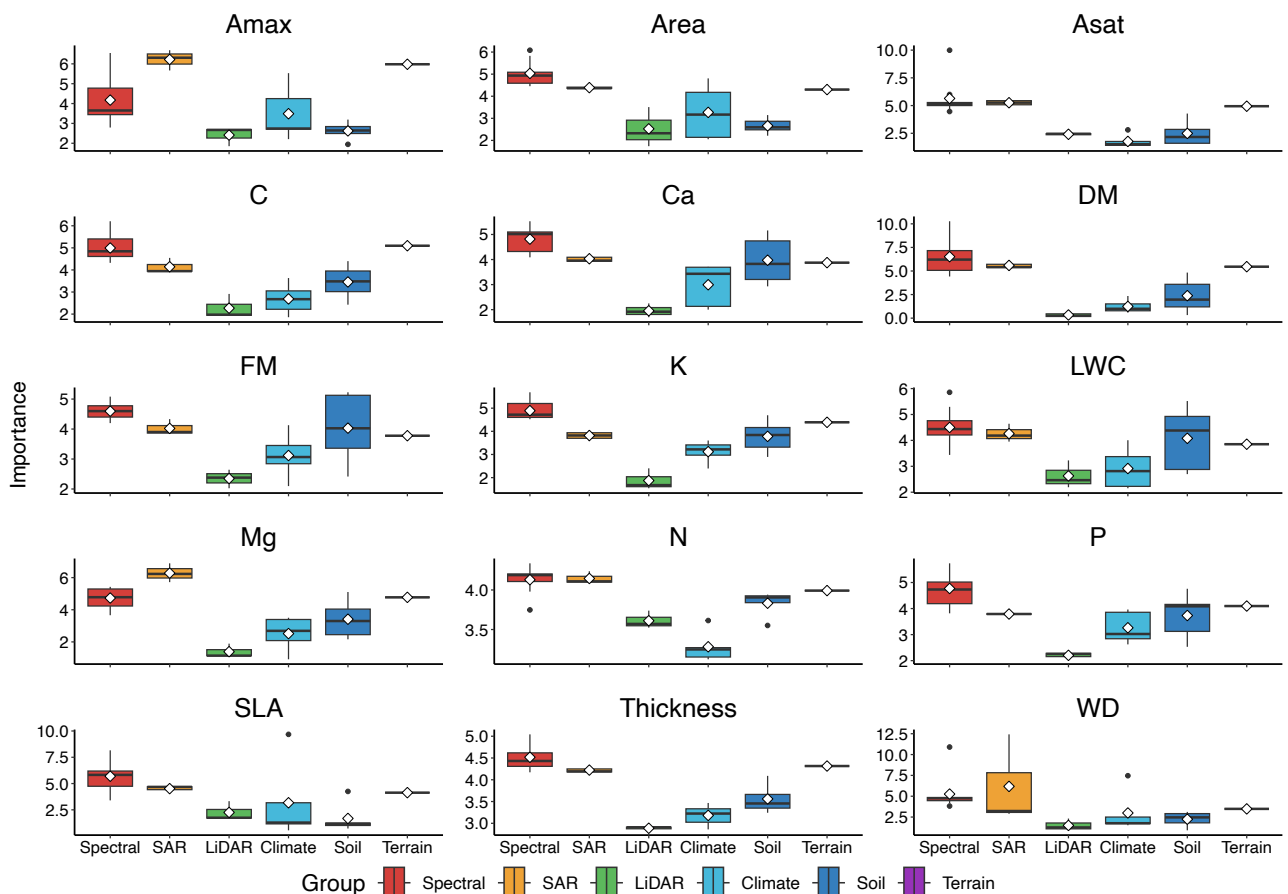 Amax Area Asat
6 5 4 3 2
6 5 4 3 2
10.0 7.5 5.0 2.5
C Ca DM
6 5 4 3 2
5 4 3 2
10.0 7.5 5.0 2.5 0.0
FM K LWC
5 4 3 2
5 4 3 2
6 5 4 3 2
Importance
Mg N P
6 4 2
4.0 3.5
5 4 3 2
SLA Thickness WD
10.0 7.5 5.0 2.5
5.0 4.5 4.0 3.5 3.0
12.5 10.0 7.5 5.0 2.5
Spectral SAR LiDAR Climate Soil Terrain
Spectral SAR LiDAR Climate Soil Terrain
Spectral SAR LiDAR Climate Soil Terrain
Group Spectral SAR LiDAR Climate Soil Terrain